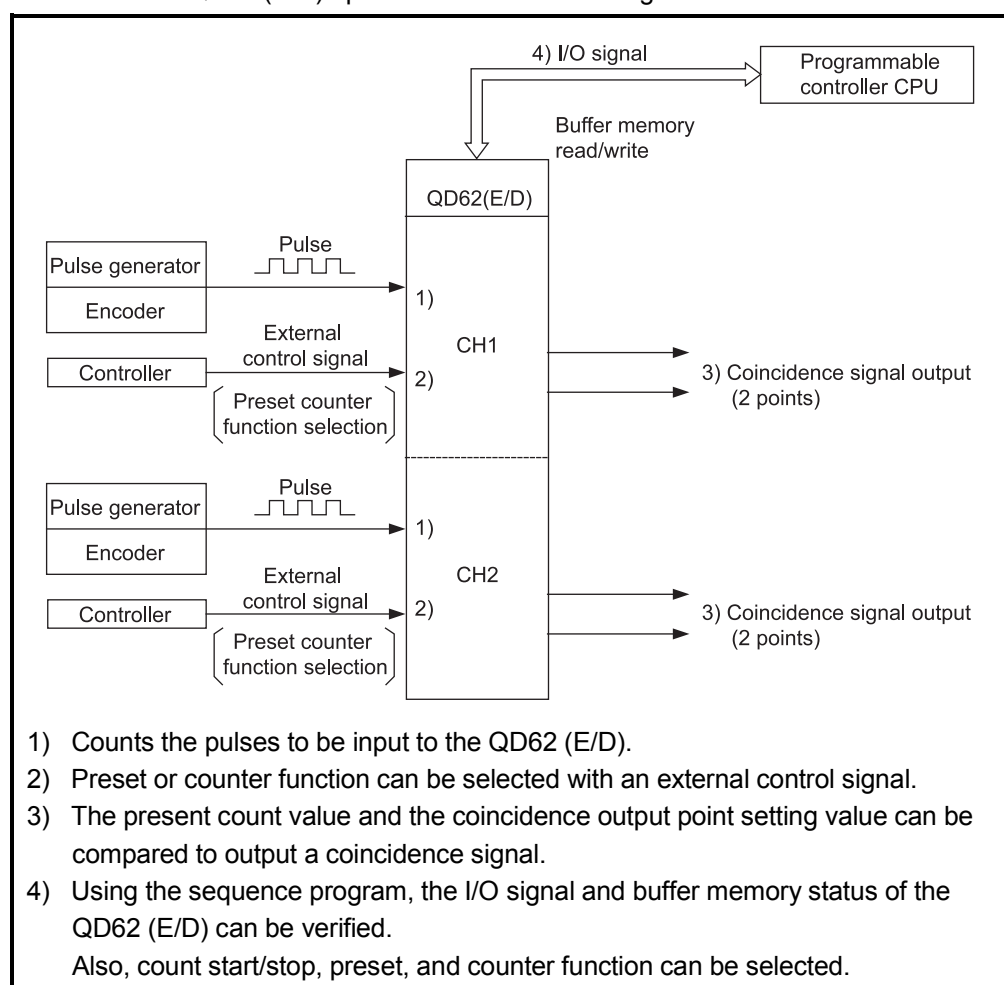 4) I/O signal
Programmable
controller CPU
Buffer memory
read/write
QD62(E/D)
Pulse generator
Encoder
Pulse
1)
CH1
External
control signal
Controller
2)
Preset counter
function selection
3) Coincidence signal output
(2 points)
Pulse generator
Encoder
Pulse
1)
CH2
External
control signal
Controller
2)
Preset counter
function selection
3) Coincidence signal output
(2 points)
1) Counts the pulses to be input to the QD62 (E/D).
2) Preset or counter function can be selected with an external control signal.
3) The present count value and the coincidence output point setting value can be
compared to output a coincidence signal.
4) Using the sequence program, the I/O signal and buffer memory status of the
QD62 (E/D) can be verified.
Also, count start/stop, preset, and counter function can be selected.